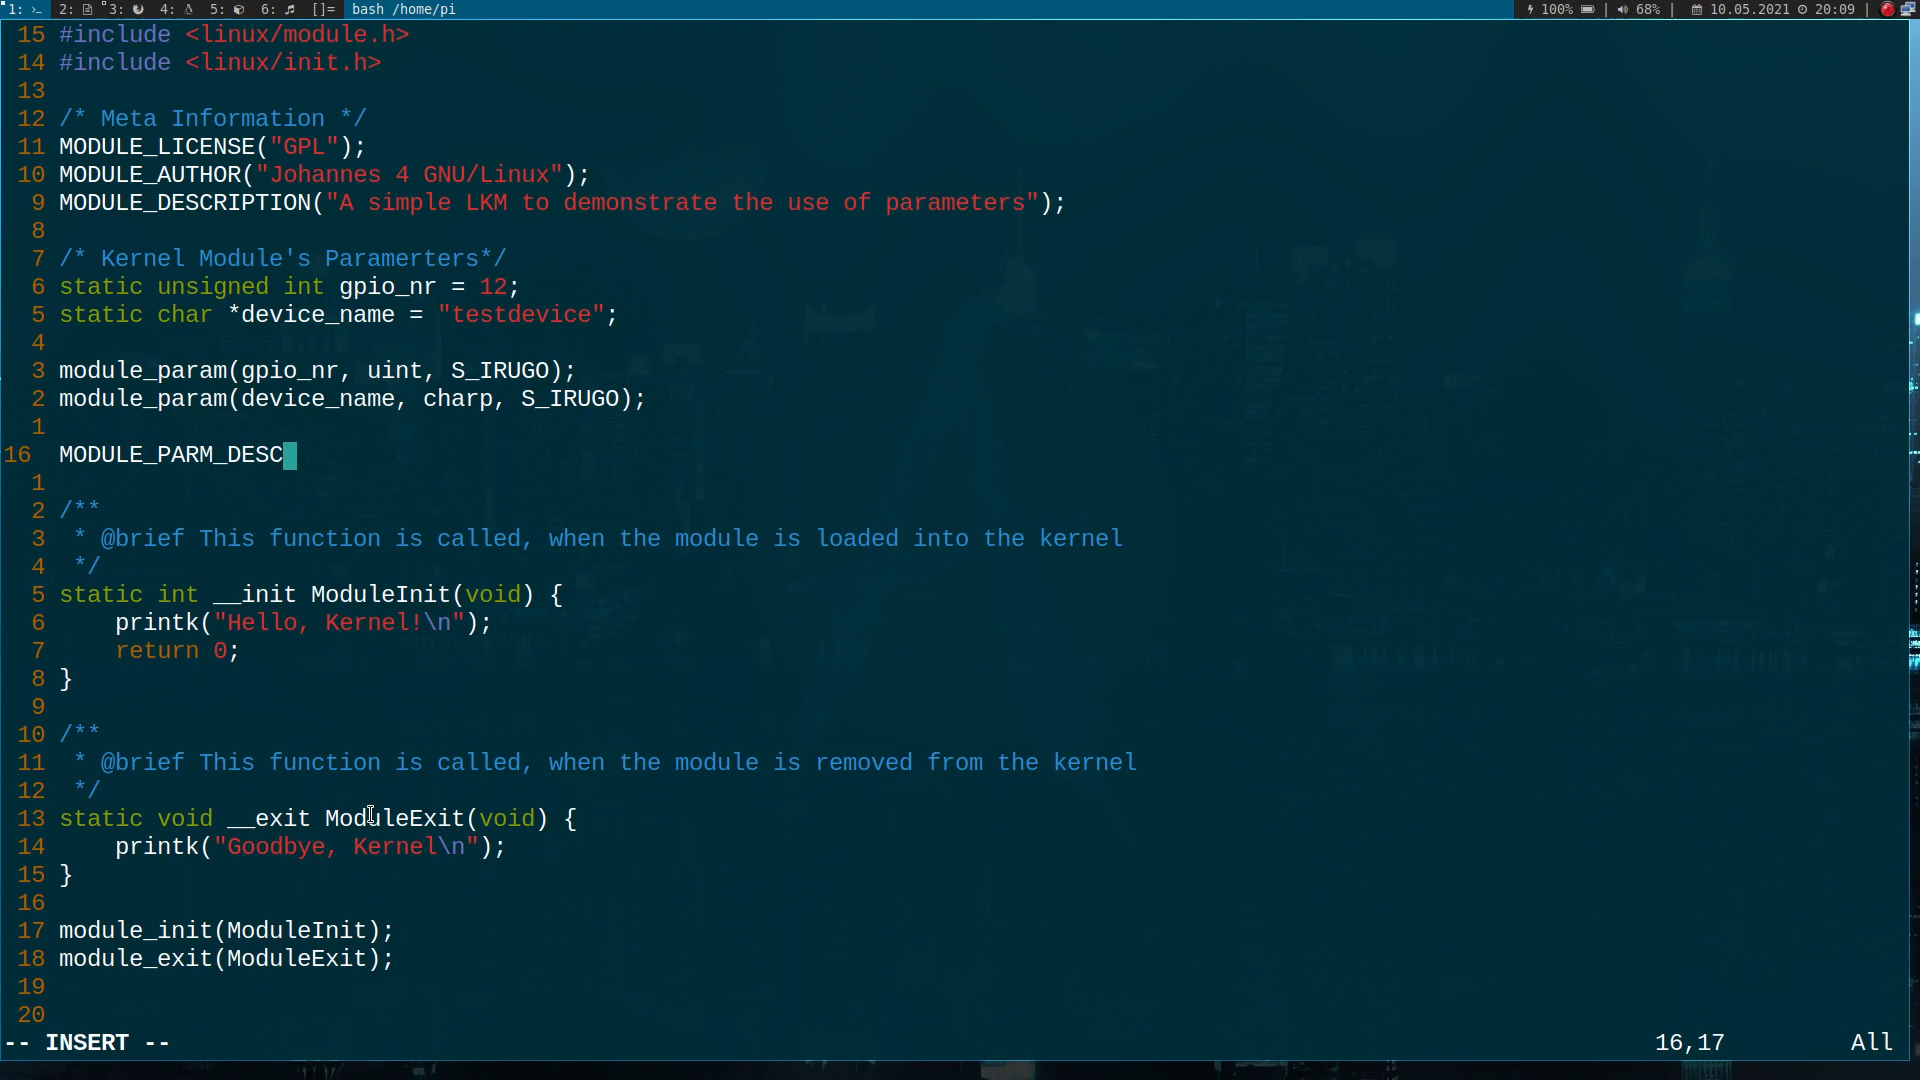 1: 2: 3: 4: 5: 6: []= bash /home/pi 100% | 68% | 10.05.2021 20:09 |
15 #include <linux/module.h>
14 #include <linux/init.h>
13
12 /* Meta Information */
11 MODULE_LICENSE("GPL");
10 MODULE_AUTHOR("Johannes 4 GNU/Linux");
9 MODULE_DESCRIPTION("A simple LKM to demonstrate the use of parameters");
8
7 /* Kernel Module's Paramerters*/
6 static unsigned int gpio_nr = 12;
5 static char *device_name = "testdevice";
4
3 module_param(gpio_nr, uint, S_IRUGO);
2 module_param(device_name, charp, S_IRUGO);
1
16 MODULE_PARM_DESC
1
2 /**
3  * @brief This function is called, when the module is loaded into the kernel
4  */
5 static int __init ModuleInit(void) {
6     printk("Hello, Kernel!\n");
7     return 0;
8 }
9
10 /**
11  * @brief This function is called, when the module is removed from the kernel
12  */
13 static void __exit ModuleExit(void) {
14     printk("Goodbye, Kernel\n");
15 }
16
17 module_init(ModuleInit);
18 module_exit(ModuleExit);
19
20
-- INSERT -- 16,17 All